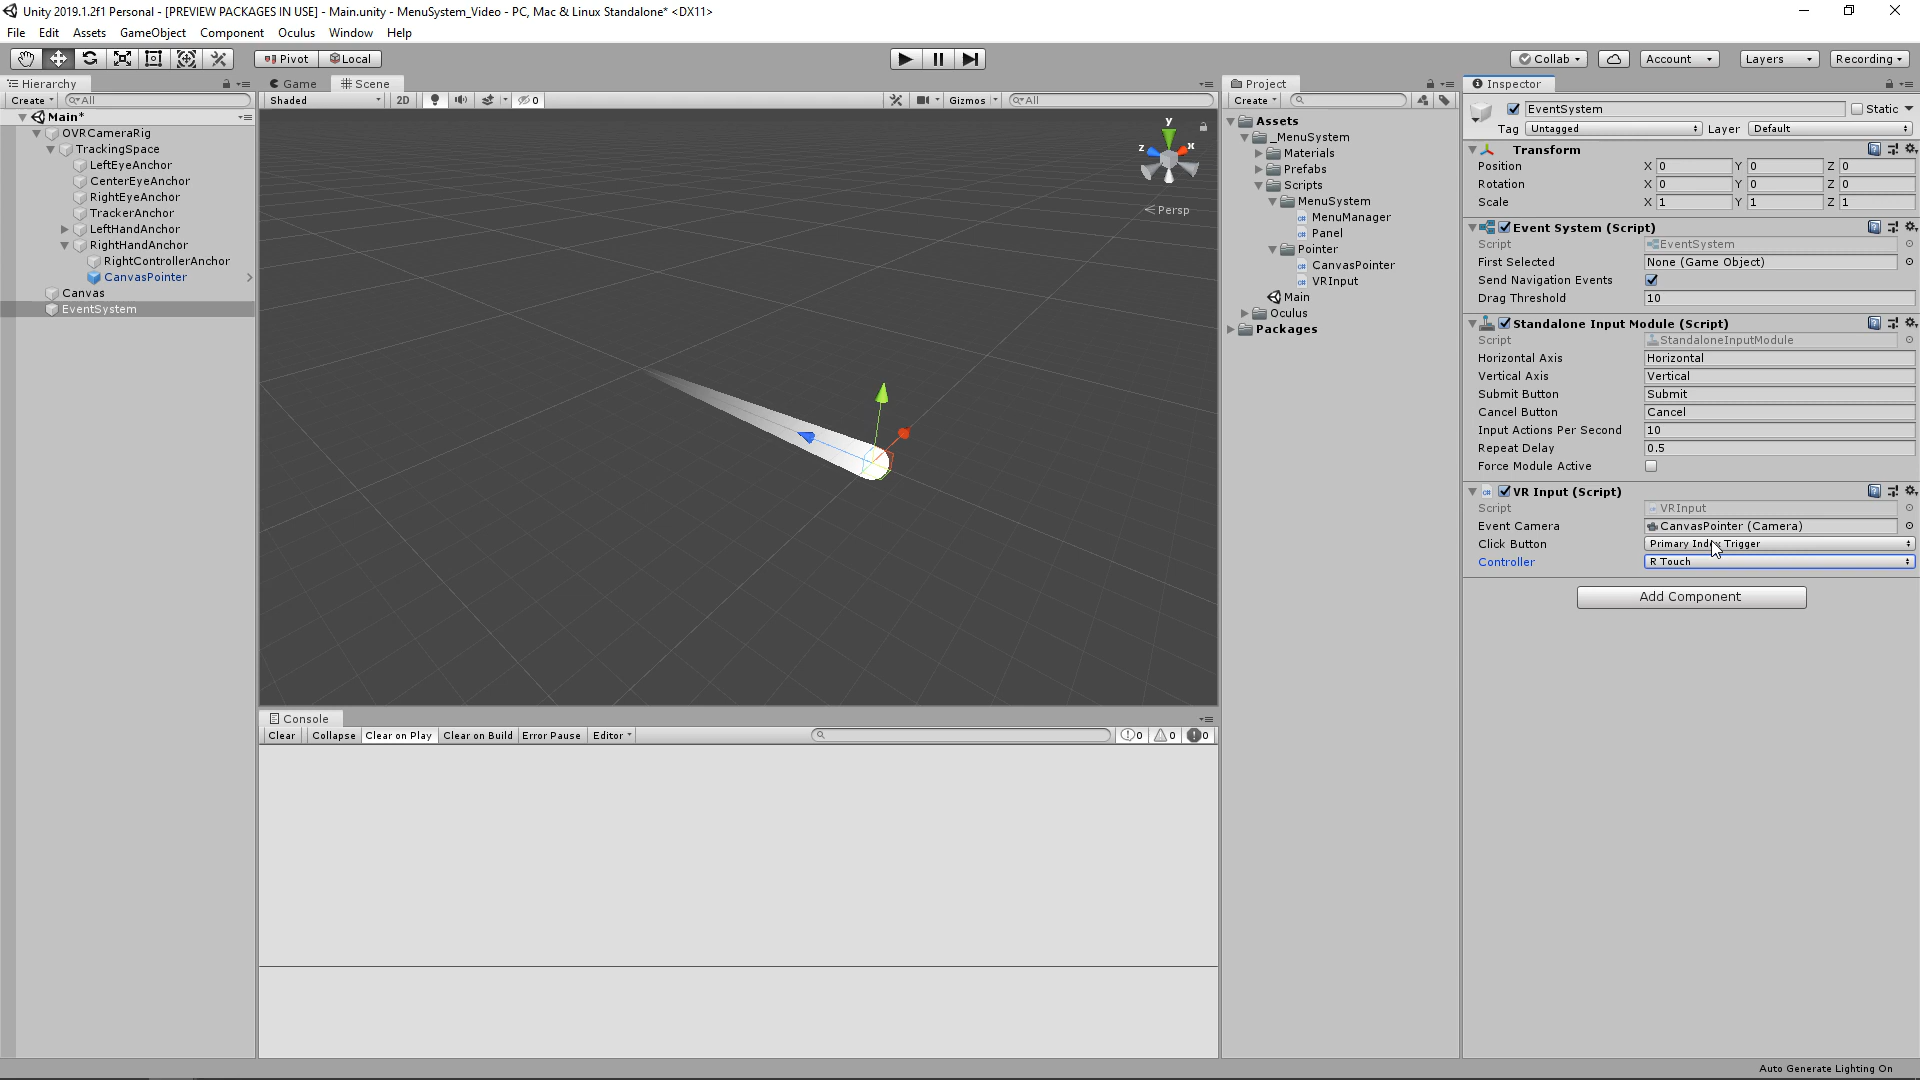 Unity 2019.1.2f1 Personal - [PREVIEW PACKAGES IN USE] - Main.unity - MenuSystem_Video - PC, Mac & Linux Standalone* <DX11>
File Edit Assets GameObject Component Oculus Window Help
Pivot Local Collab Account Layers Recording
Hierarchy
Create All
Main*
OVRCameraRig
TrackingSpace
LeftEyeAnchor
CenterEyeAnchor
RightEyeAnchor
TrackerAnchor
LeftHandAnchor
RightHandAnchor
RightControllerAnchor
CanvasPointer
Canvas
EventSystem
Game Scene
Shaded 2D 0 Gizmos All
y
z x
Persp
Console
Clear Collapse Clear on Play Clear on Build Error Pause Editor 0 0 0
Project
Create
Assets
_MenuSystem
Materials
Prefabs
Scripts
MenuSystem
MenuManager
Panel
Pointer
CanvasPointer
VRInput
Main
Oculus
Packages
Inspector
EventSystem Static
Tag Untagged Layer Default
Transform
Position X 0 Y 0 Z 0
Rotation X 0 Y 0 Z 0
Scale X 1 Y 1 Z 1
Event System (Script)
Script EventSystem
First Selected None (Game Object)
Send Navigation Events
Drag Threshold 10
Standalone Input Module (Script)
Script StandaloneInputModule
Horizontal Axis Horizontal
Vertical Axis Vertical
Submit Button Submit
Cancel Button Cancel
Input Actions Per Second 10
Repeat Delay 0.5
Force Module Active
VR Input (Script)
Script VRInput
Event Camera CanvasPointer (Camera)
Click Button Primary Index Trigger
Controller R Touch
Add Component
Auto Generate Lighting On